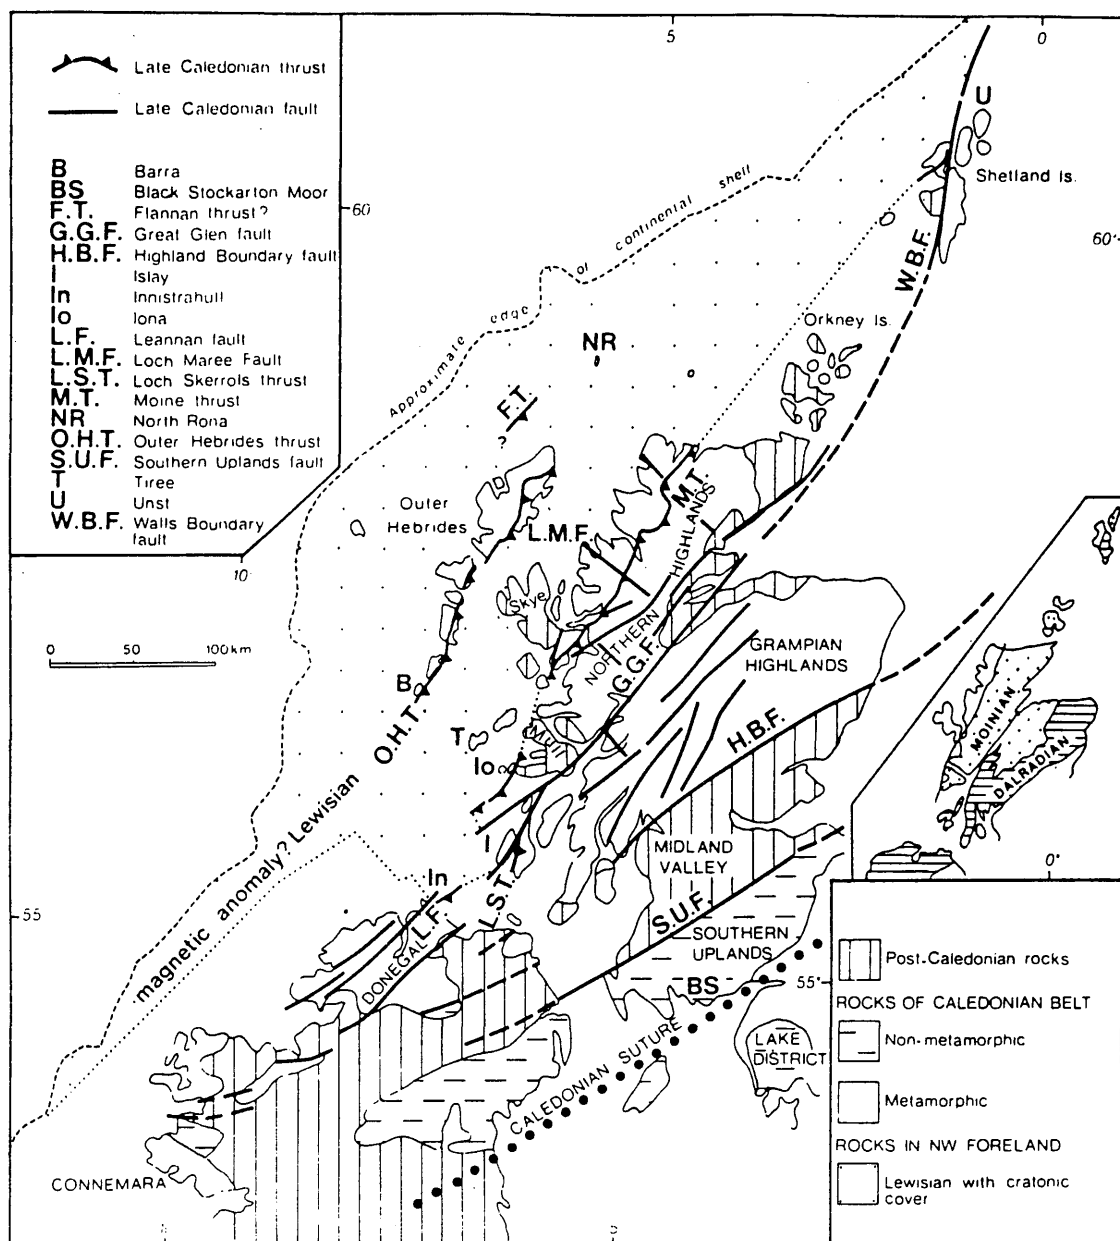 Late Caledonian thrust
Late Caledonian fault
B Barra
BS Black Stockarton Moor
F.T. Flannan thrust?
G.G.F. Great Glen fault
H.B.F. Highland Boundary fault
I Islay
In Innistrahull
Io Iona
L.F. Leannan fault
L.M.F. Loch Maree Fault
L.S.T. Loch Skerrols thrust
M.T. Moine thrust
NR North Rona
O.H.T. Outer Hebrides thrust
S.U.F. Southern Uplands fault
T Tiree
U Unst
W.B.F. Walls Boundary
fault
5
0
60
60°
10
0 50 100km
Approximate edge of continental shelf
U
Shetland Is.
W.B.F.
Orkney Is.
NR
F.T.
?
Outer
Hebrides
L.M.F.
M.T.
NORTHERN HIGHLANDS
Skye
G.G.F.
GRAMPIAN
HIGHLANDS
B
O.H.T.
T
Mull
Io
H.B.F.
I
MIDLAND
VALLEY
magnetic anomaly? Lewisian
In
L.F.
L.S.T.
S.U.F.
SOUTHERN
UPLANDS
DONEGAL
BS
55
55°
CALEDONIAN SUTURE
LAKE
DISTRICT
CONNEMARA
MOINIAN
DALRADIAN
0°
Post-Caledonian rocks
ROCKS OF CALEDONIAN BELT
Non-metamorphic
Metamorphic
ROCKS IN NW FORELAND
Lewisian with cratonic
cover